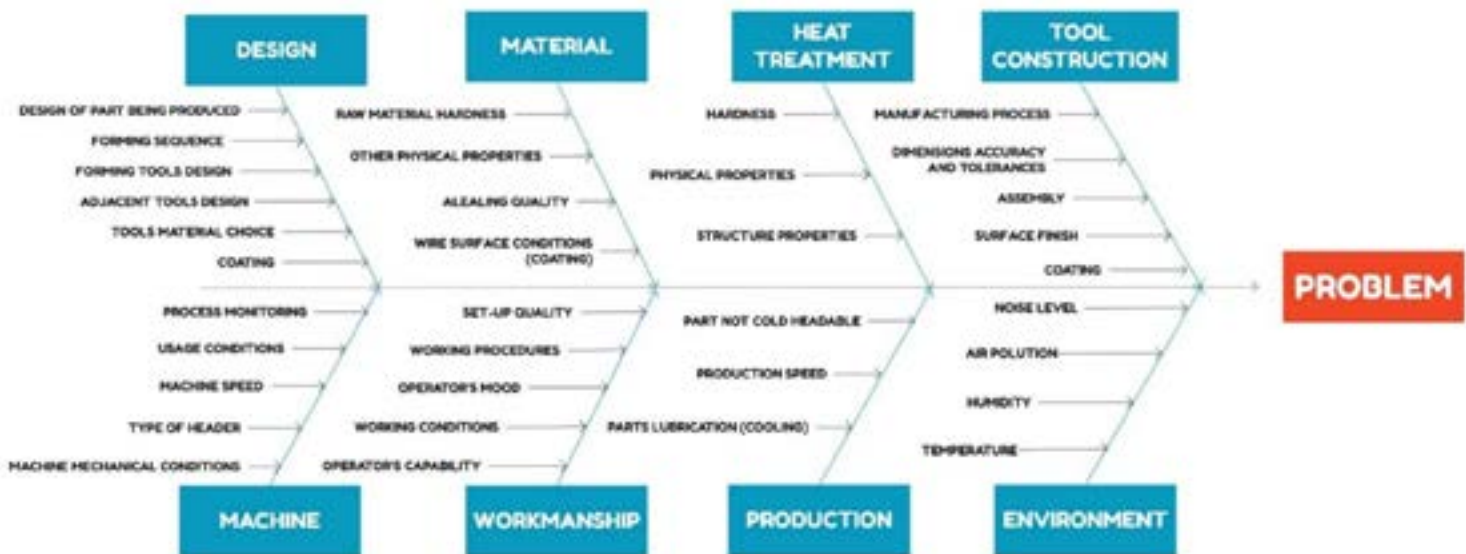 DESIGN
DESIGN OF PART BEING PRODUCED
FORMING SEQUENCE
FORMING TOOLS DESIGN
ADJACENT TOOLS DESIGN
TOOLS MATERIAL CHOICE
COATING
MATERIAL
RAW MATERIAL HARDNESS
OTHER PHYSICAL PROPERTIES
ALEALING QUALITY
WIRE SURFACE CONDITIONS
(COATING)
HEAT
TREATMENT
HARDNESS
PHYSICAL PROPERTIES
STRUCTURE PROPERTIES
TOOL
CONSTRUCTION
MANUFACTURING PROCESS
DIMENSIONS ACCURACY
AND TOLERANCES
ASSEMBLY
SURFACE FINISH
COATING
PROBLEM
PROCESS MONITORING
USAGE CONDITIONS
MACHINE SPEED
TYPE OF HEADER
MACHINE MECHANICAL CONDITIONS
MACHINE
SET-UP QUALITY
WORKING PROCEDURES
OPERATOR'S MOOD
WORKING CONDITIONS
OPERATOR'S CAPABILITY
WORKMANSHIP
PART NOT COLD HEADABLE
PRODUCTION SPEED
PARTS LUBRICATION (COOLING)
PRODUCTION
NOISE LEVEL
AIR POLUTION
HUMIDITY
TEMPERATURE
ENVIRONMENT